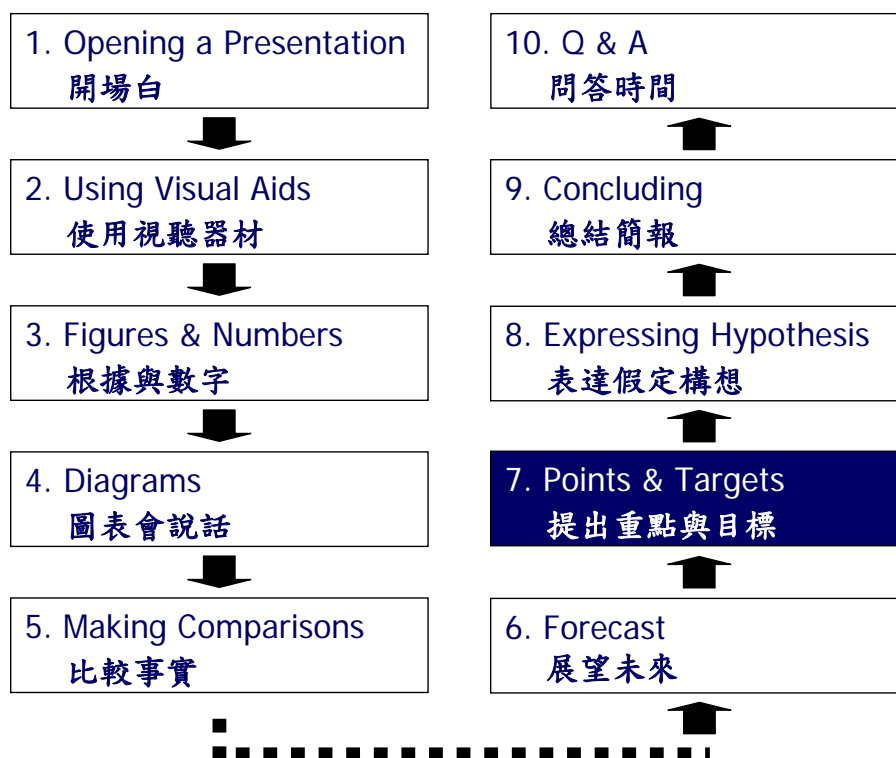 1. Opening a Presentation
開場白
2. Using Visual Aids
使用視聽器材
3. Figures & Numbers
根據與數字
4. Diagrams
圖表會說話
5. Making Comparisons
比較事實
6. Forecast
展望未來
7. Points & Targets
提出重點與目標
8. Expressing Hypothesis
表達假定構想
9. Concluding
總結簡報
10. Q & A
問答時間